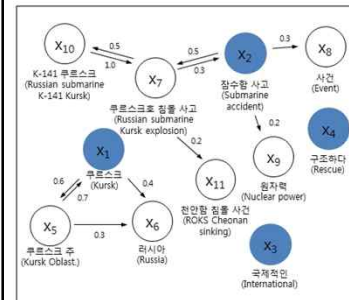 X10
K-141 쿠르스크
(Russian submarine
K-141 Kursk)
0.5
1.0
X7
쿠르스크호 침몰 사고
(Russian submarine
Kursk explosion)
0.5
0.3
X2
잠수함 사고
(Submarine
accident)
0.3
X8
사건
(Event)
X4
구조하다
(Rescue)
0.2
X9
원자력
(Nuclear power)
0.2
X11
천안함 침몰 사건
(ROKS Cheonan
sinking)
X1
쿠르스크
(Kursk)
0.6
0.7
0.4
X5
쿠르스크 주
(Kursk Oblast.)
0.3
X6
러시아
(Russia)
X3
국제적인
(International)